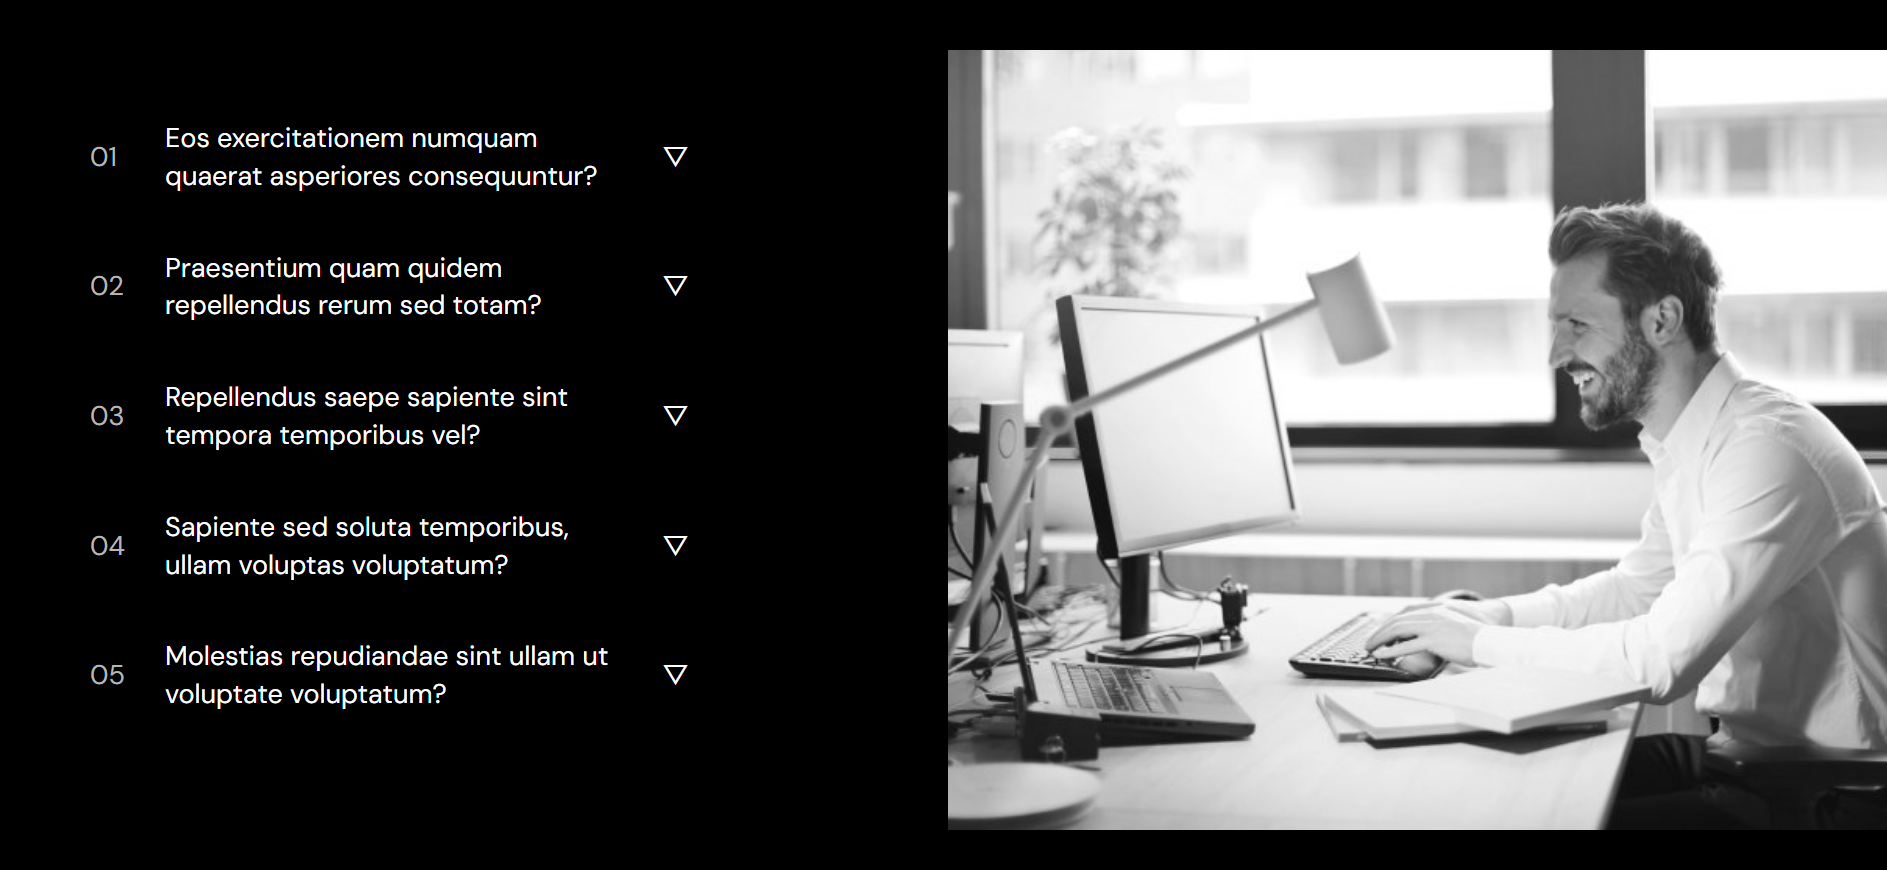 01
Eos exercitationem numquam
quaerat asperiores consequuntur?
02
Praesentium quam quidem
repellendus rerum sed totam?
03
Repellendus saepe sapiente sint
tempora temporibus vel?
04
Sapiente sed soluta temporibus,
ullam voluptas voluptatum?
05
Molestias repudiandae sint ullam ut
voluptate voluptatum?